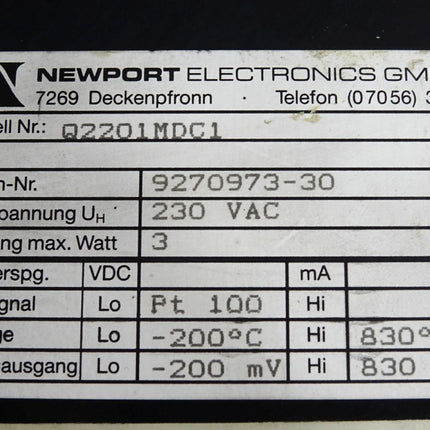 NEWPORT ELECTRONICS GM
7269 Deckenpfronn · Telefon (07056) 3
ell Nr.: Q2201MDC1
n-Nr. 9270973-30
pannung UH 230 VAC
ng max. Watt 3
erspg. VDC mA
gnal Lo Pt 100 Hi
ge Lo -200°C Hi 830°
ausgang Lo -200 mV Hi 830